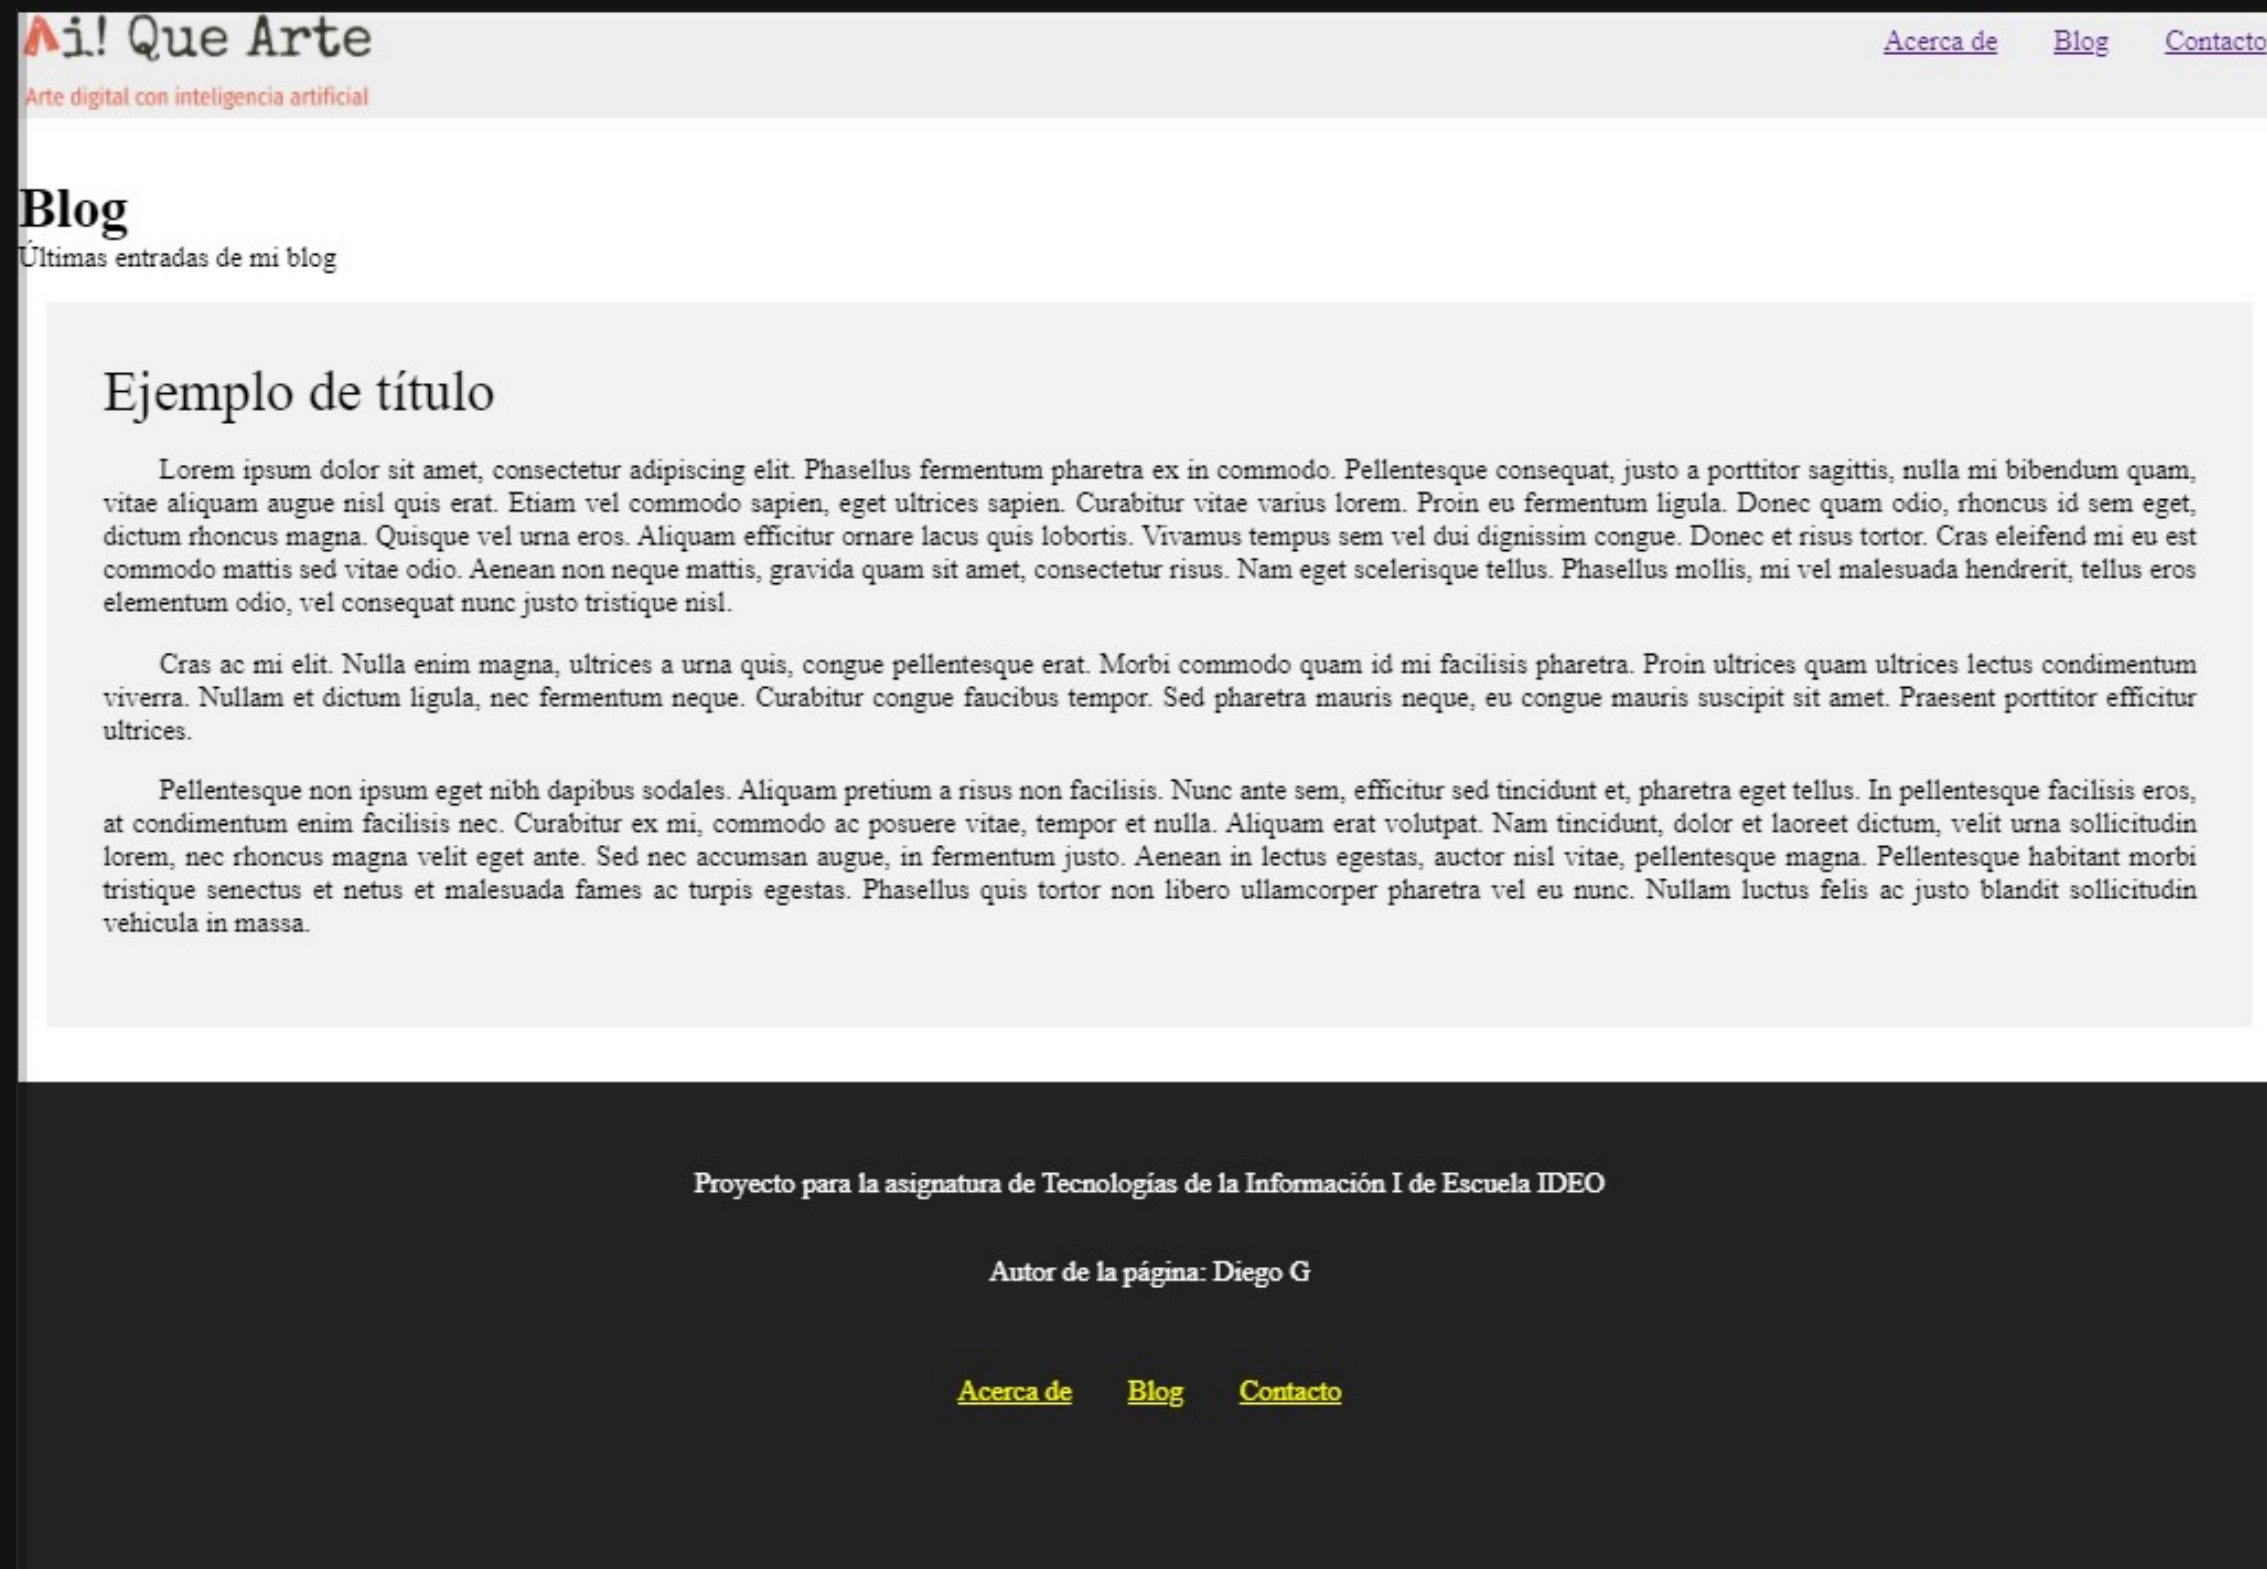 Ai! Que Arte
Arte digital con inteligencia artificial
Acerca de Blog Contacto
Blog
Últimas entradas de mi blog
Ejemplo de título
Lorem ipsum dolor sit amet, consectetur adipiscing elit. Phasellus fermentum pharetra ex in commodo. Pellentesque consequat, justo a porttitor sagittis, nulla mi bibendum quam,
vitae aliquam augue nisl quis erat. Etiam vel commodo sapien, eget ultrices sapien. Curabitur vitae varius lorem. Proin eu fermentum ligula. Donec quam odio, rhoncus id sem eget,
dictum rhoncus magna. Quisque vel urna eros. Aliquam efficitur ornare lacus quis lobortis. Vivamus tempus sem vel dui dignissim congue. Donec et risus tortor. Cras eleifend mi eu est
commodo mattis sed vitae odio. Aenean non neque mattis, gravida quam sit amet, consectetur risus. Nam eget scelerisque tellus. Phasellus mollis, mi vel malesuada hendrerit, tellus eros
elementum odio, vel consequat nunc justo tristique nisl.
Cras ac mi elit. Nulla enim magna, ultrices a urna quis, congue pellentesque erat. Morbi commodo quam id mi facilisis pharetra. Proin ultrices quam ultrices lectus condimentum
viverra. Nullam et dictum ligula, nec fermentum neque. Curabitur congue faucibus tempor. Sed pharetra mauris neque, eu congue mauris suscipit sit amet. Praesent porttitor efficitur
ultrices.
Pellentesque non ipsum eget nibh dapibus sodales. Aliquam pretium a risus non facilisis. Nunc ante sem, efficitur sed tincidunt et, pharetra eget tellus. In pellentesque facilisis eros,
at condimentum enim facilisis nec. Curabitur ex mi, commodo ac posuere vitae, tempor et nulla. Aliquam erat volutpat. Nam tincidunt, dolor et laoreet dictum, velit urna sollicitudin
lorem, nec rhoncus magna velit eget ante. Sed nec accumsan augue, in fermentum justo. Aenean in lectus egestas, auctor nisl vitae, pellentesque magna. Pellentesque habitant morbi
tristique senectus et netus et malesuada fames ac turpis egestas. Phasellus quis tortor non libero ullamcorper pharetra vel eu nunc. Nullam luctus felis ac justo blandit sollicitudin
vehicula in massa.
Proyecto para la asignatura de Tecnologías de la Información I de Escuela IDEO
Autor de la página: Diego G
Acerca de Blog Contacto